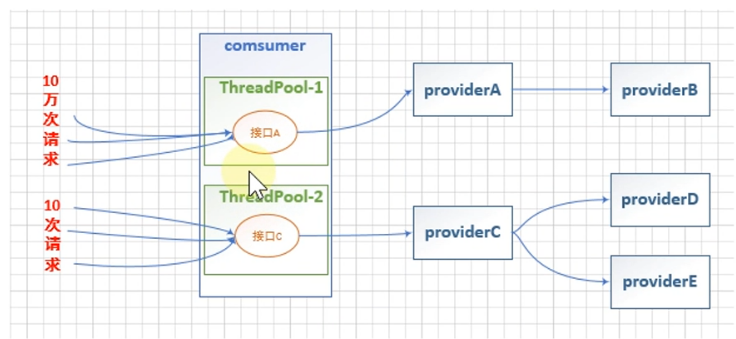 comsumer
10
万
次
请
求
ThreadPool-1
接口A
providerA
providerB
10
次
请
求
ThreadPool-2
接口C
providerC
providerD
providerE